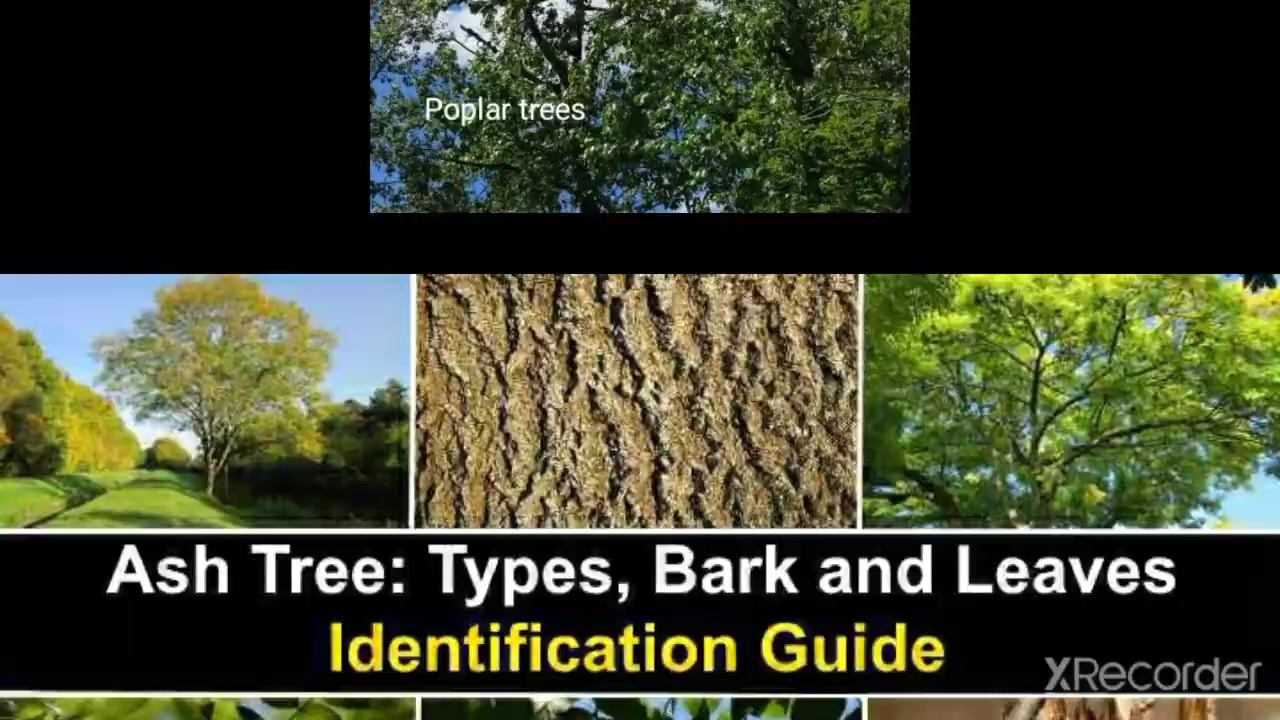 Poplar trees
Ash Tree: Types, Bark and Leaves
Identification Guide
XRecorder